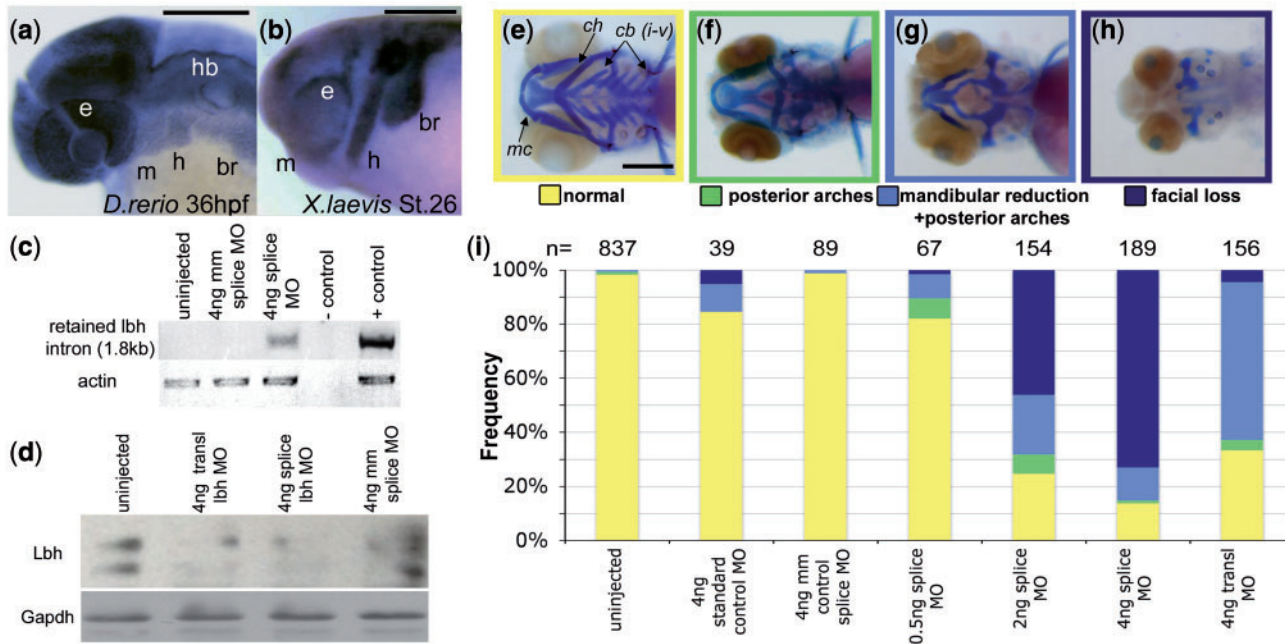 (a)
hb
e
m
h
br
D.rerio 36hpf
(b)
e
br
m
h
X.laevis St.26
(e)
ch
cb (i-v)
mc
(f)
(g)
(h)
normal
posterior arches
mandibular reduction
+posterior arches
facial loss
(c)
uninjected
4ng mm
splice MO
4ng splice
MO
- control
+ control
retained lbh
intron (1.8kb)
actin
(d)
uninjected
4ng transl
lbh MO
4ng splice
lbh MO
4ng mm
splice MO
Lbh
Gapdh
(i)
n= 837 39 89 67 154 189 156
Frequency
100%
80%
60%
40%
20%
0%
uninjected
4ng
standard
control MO
4ng mm
control
splice MO
0.5ng splice
MO
2ng splice
MO
4ng splice
MO
4ng transl
MO